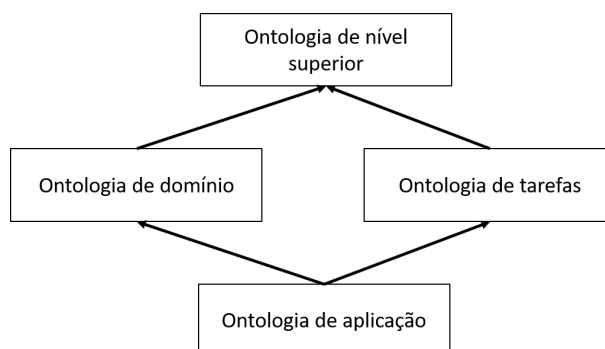 Ontologia de nível
superior
Ontologia de domínio
Ontologia de tarefas
Ontologia de aplicação